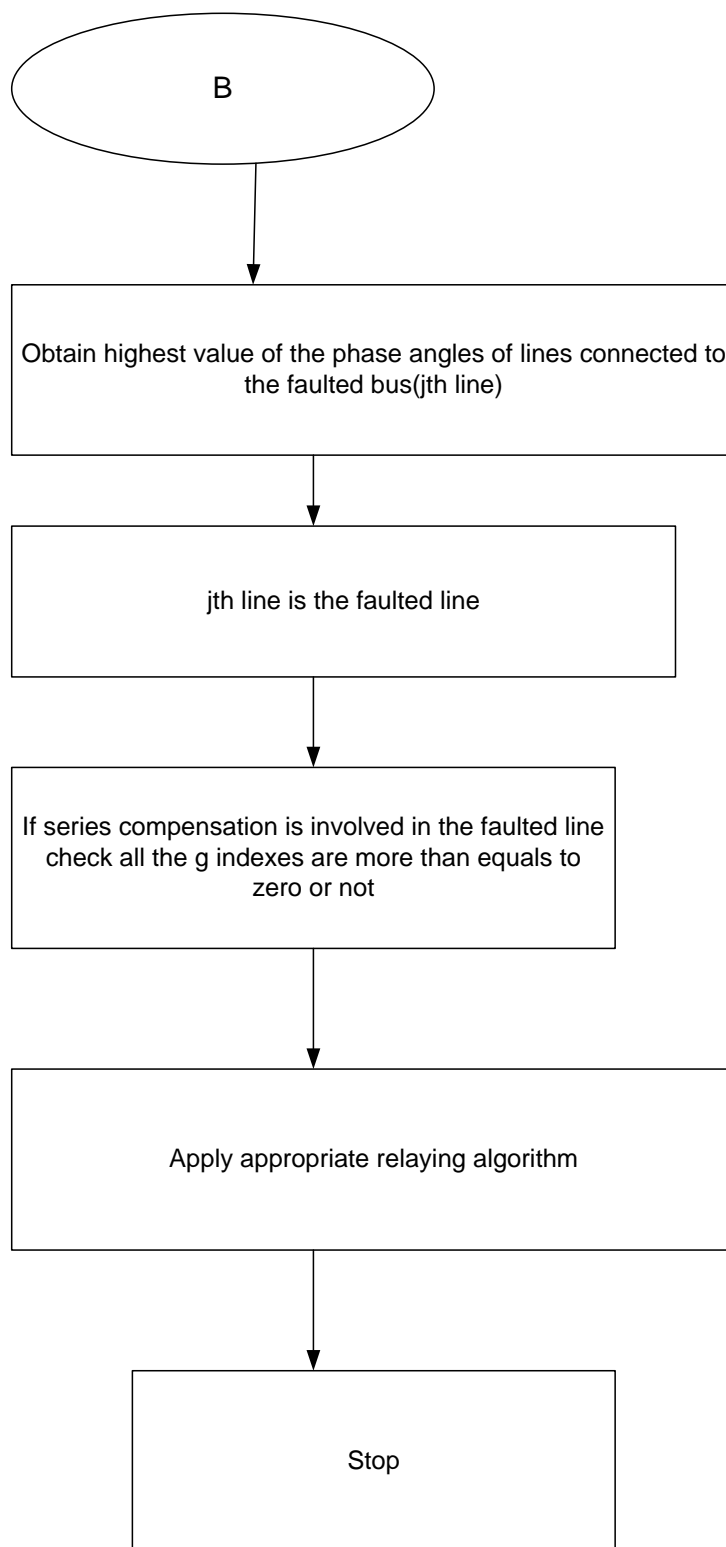 B
Obtain highest value of the phase angles of lines connected to
the faulted bus(jth line)
jth line is the faulted line
If series compensation is involved in the faulted line
check all the g indexes are more than equals to
zero or not
Apply appropriate relaying algorithm
Stop